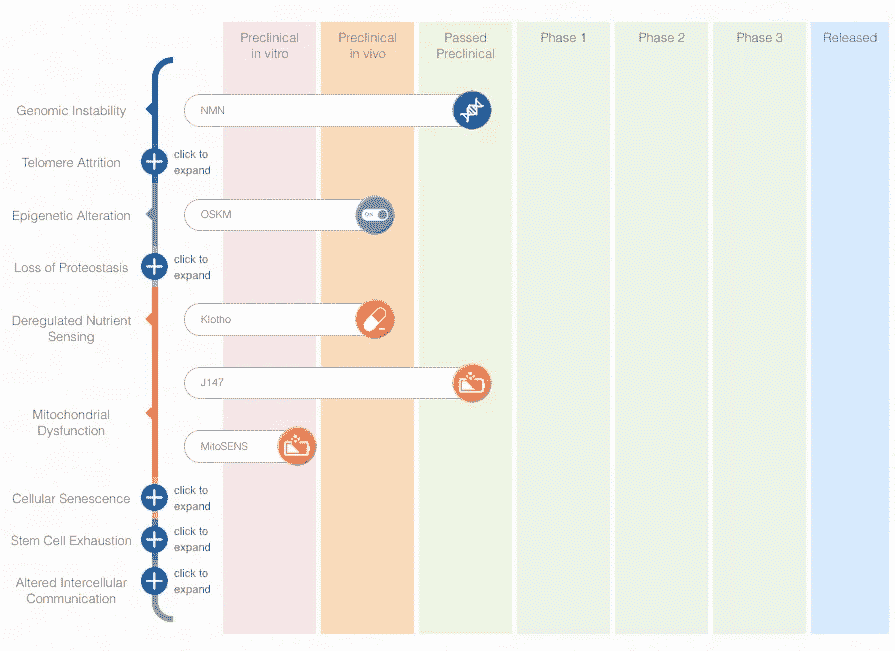 Preclinical
in vitro
Preclinical
in vivo
Passed
Preclinical
Phase 1
Phase 2
Phase 3
Released
Genomic Instability
NMN
Telomere Attrition
click to
expand
Epigenetic Alteration
OSKM
ON
Loss of Proteostasis
click to
expand
Deregulated Nutrient
Sensing
Klotho
J147
Mitochondrial
Dysfunction
MitoSENS
Cellular Senescence
click to
expand
Stem Cell Exhaustion
click to
expand
Altered Intercellular
Communication
click to
expand